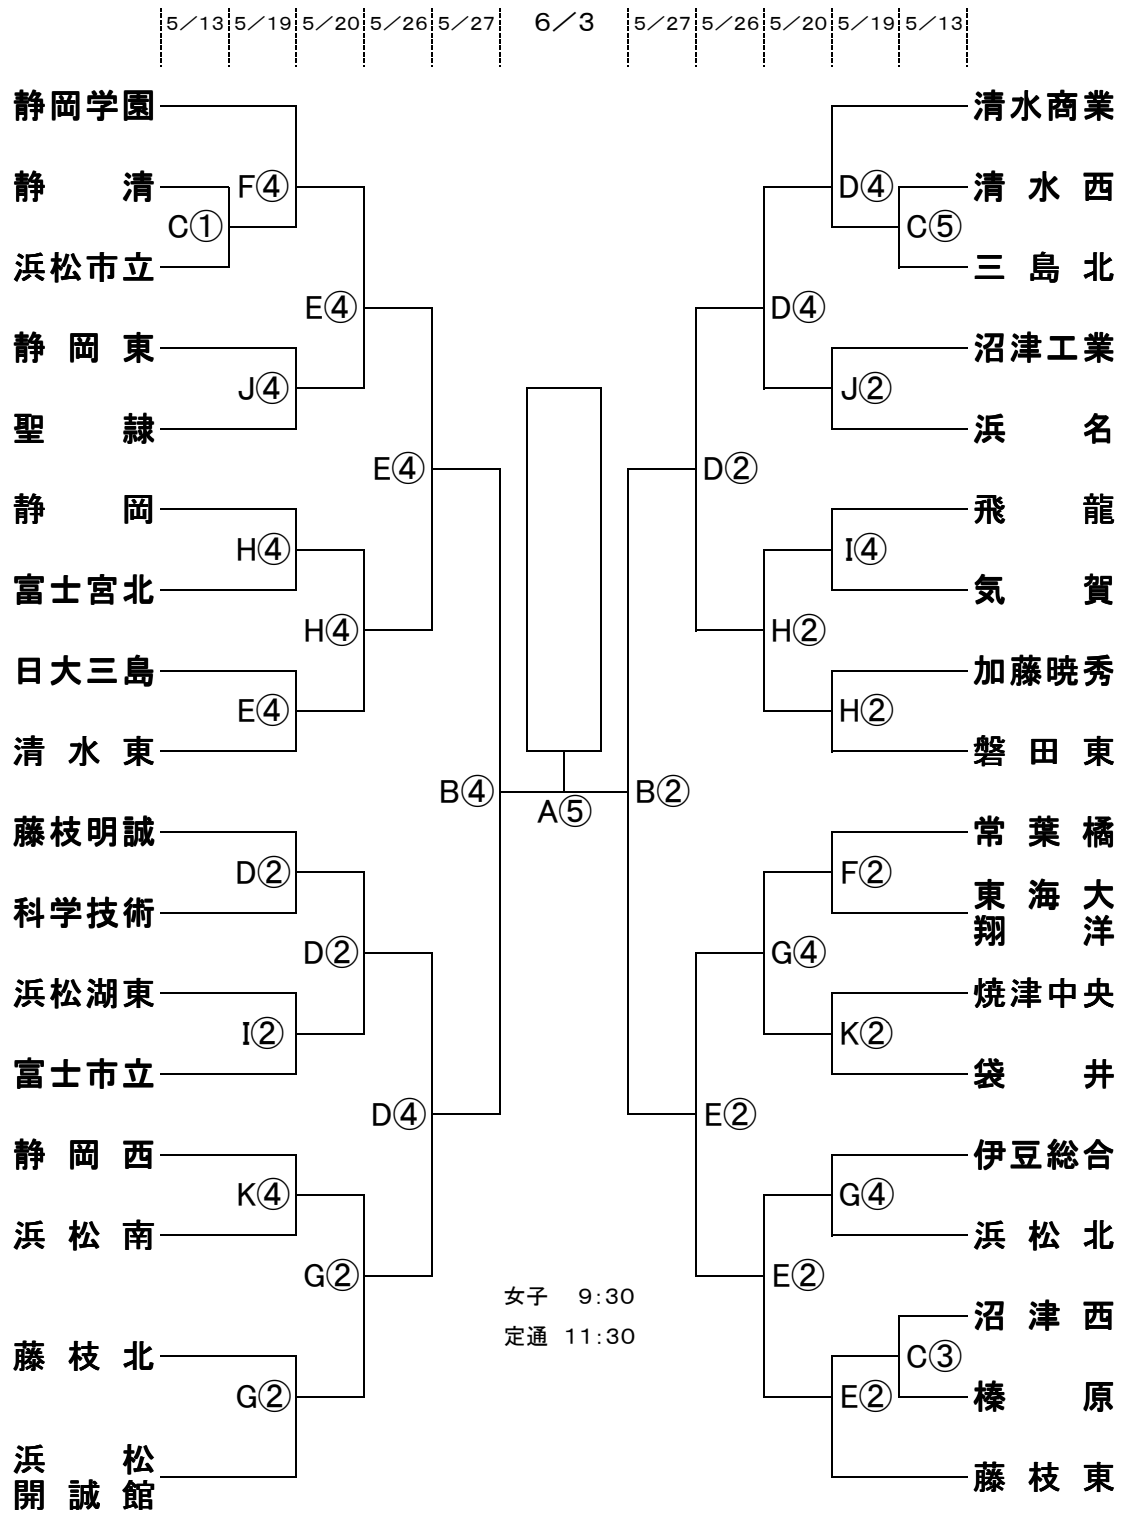 5／13 5／19 5／20 5／26 5／27 6／3 5／27 5／26 5／20 5／19 5／13
静岡学園 清水商業
静清 F④ D④ 清水西
C① C⑤
浜松市立 三島北
E④ D④
静岡東 沼津工業
J④ J②
聖隷 浜名
E④ D②
静岡 飛龍
H④ I④
富士宮北 気賀
H④ H②
日大三島 加藤暁秀
E④ H②
清水東 磐田東
B④ A⑤ B②
藤枝明誠 常葉橘
D② F②
科学技術 東海大翔洋
D② G④
浜松湖東 焼津中央
I② K②
富士市立 袋井
D④ E②
静岡西 伊豆総合
K④ G④
浜松南 浜松北
G② E②
女子 9:30
沼津西
定通 11:30
藤枝北 C③
G② E② 榛原
浜松開誠館 藤枝東